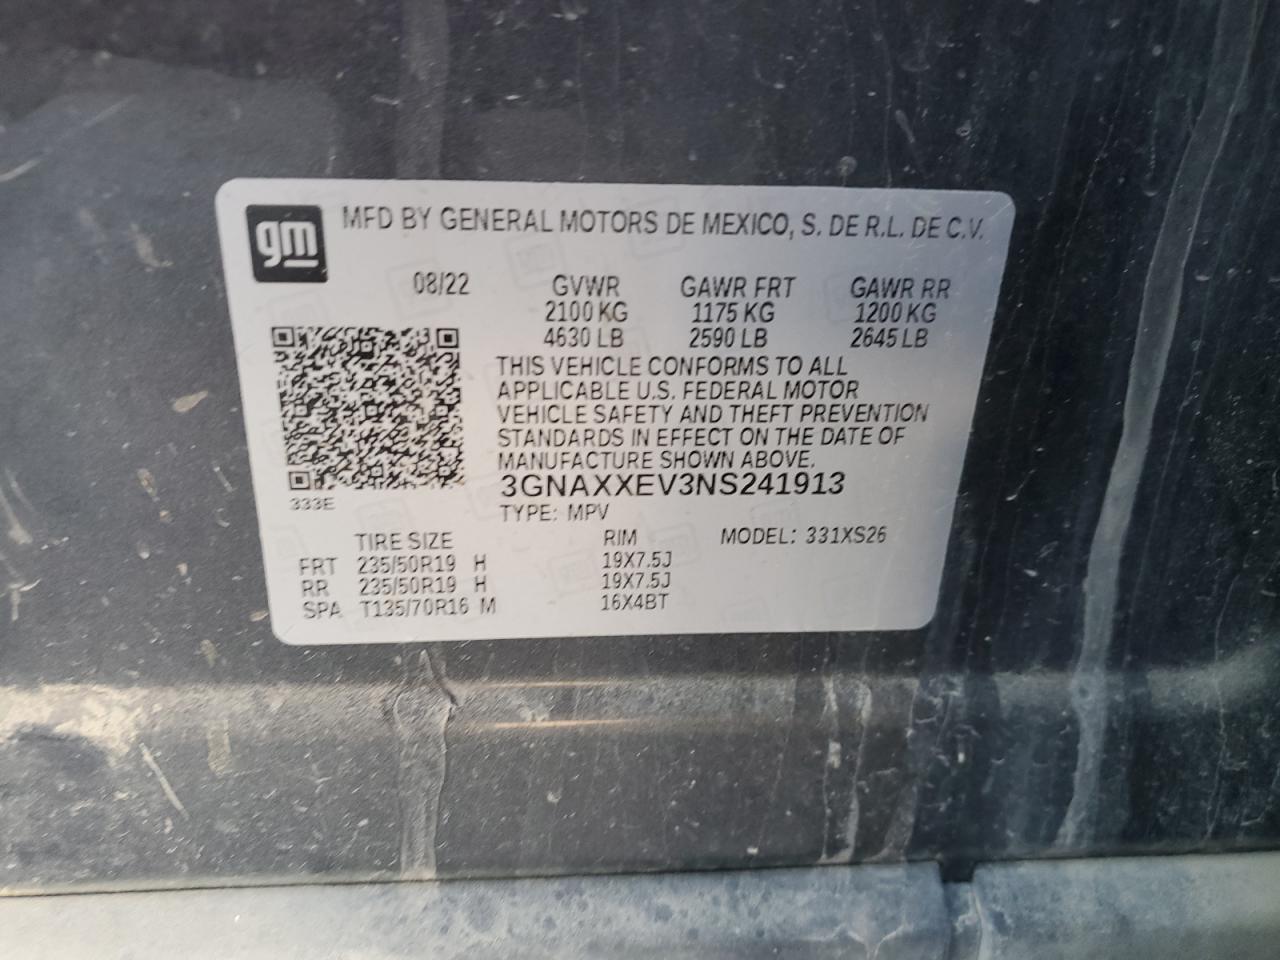 gm
MFD BY GENERAL MOTORS DE MEXICO, S. DE R.L. DE C.V.
08/22 GVWR GAWR FRT GAWR RR
2100 KG 1175 KG 1200 KG
4630 LB 2590 LB 2645 LB
THIS VEHICLE CONFORMS TO ALL
APPLICABLE U.S. FEDERAL MOTOR
VEHICLE SAFETY AND THEFT PREVENTION
STANDARDS IN EFFECT ON THE DATE OF
MANUFACTURE SHOWN ABOVE.
3GNAXXEV3NS241913
333E
TYPE: MPV
TIRE SIZE RIM MODEL: 331XS26
FRT 235/50R19 H 19X7.5J
RR 235/50R19 H 19X7.5J
SPA T135/70R16 M 16X4BT